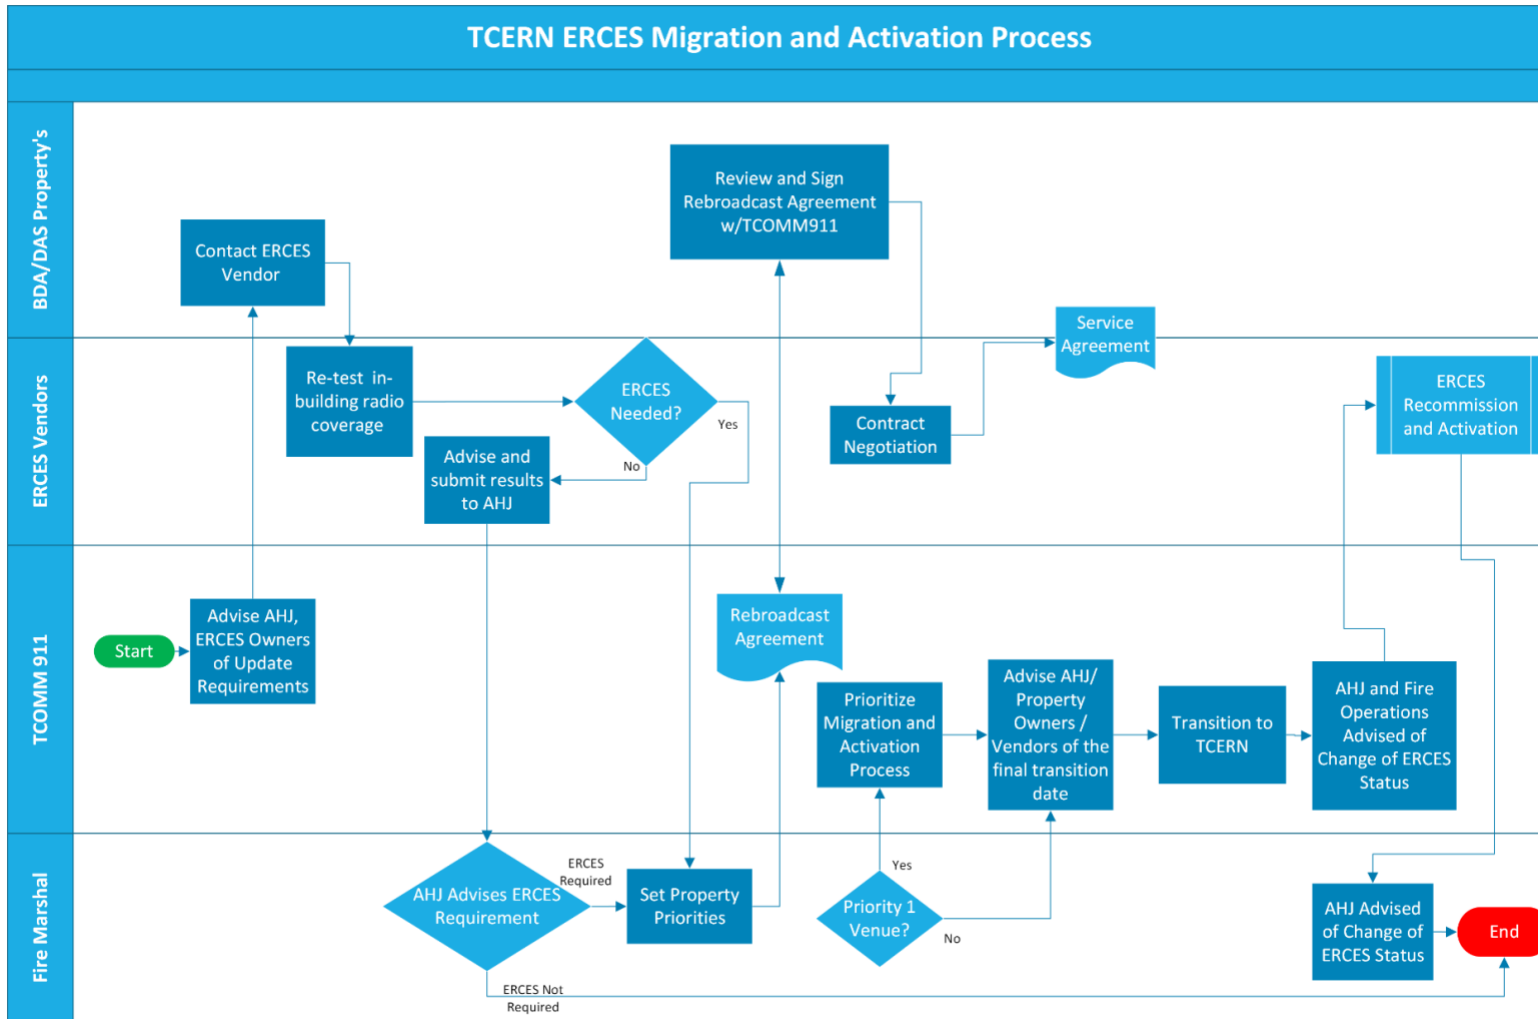 TCERN ERCES Migration and Activation Process
BDA/DAS Property's
Contact ERCES
Vendor
Review and Sign
Rebroadcast Agreement
w/TCOMM911
Service
Agreement
ERCES Vendors
Re-test in-
building radio
coverage
ERCES
Needed?
Yes
No
Advise and
submit results
to AHJ
Contract
Negotiation
ERCES
Recommission
and Activation
TCOMM 911
Start
Advise AHJ,
ERCES Owners
of Update
Requirements
Rebroadcast
Agreement
Prioritize
Migration and
Activation
Process
Advise AHJ/
Property
Owners /
Vendors of the
final transition
date
Transition to
TCERN
AHJ and Fire
Operations
Advised of
Change of ERCES
Status
Fire Marshal
AHJ Advises ERCES
Requirement
ERCES
Required
ERCES Not
Required
Set Property
Priorities
Priority 1
Venue?
Yes
No
AHJ Advised
of Change of
ERCES Status
End